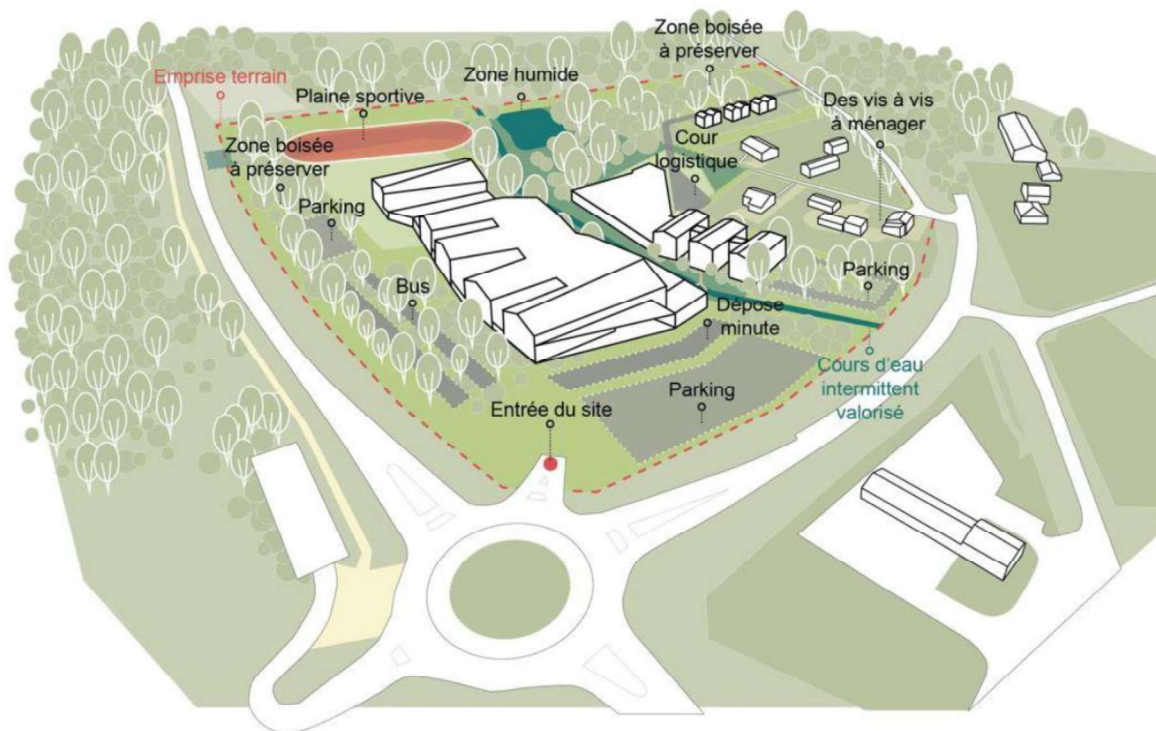 Zone boisée
à préserver
Emprise terrain
Zone humide
Plaine sportive
Des vis à vis
à ménager
Zone boisée
à préserver
Cour
logistique
Parking
Bus
Parking
Dépose
minute
Cours d'eau
intermittent
valorisé
Parking
Entrée du site